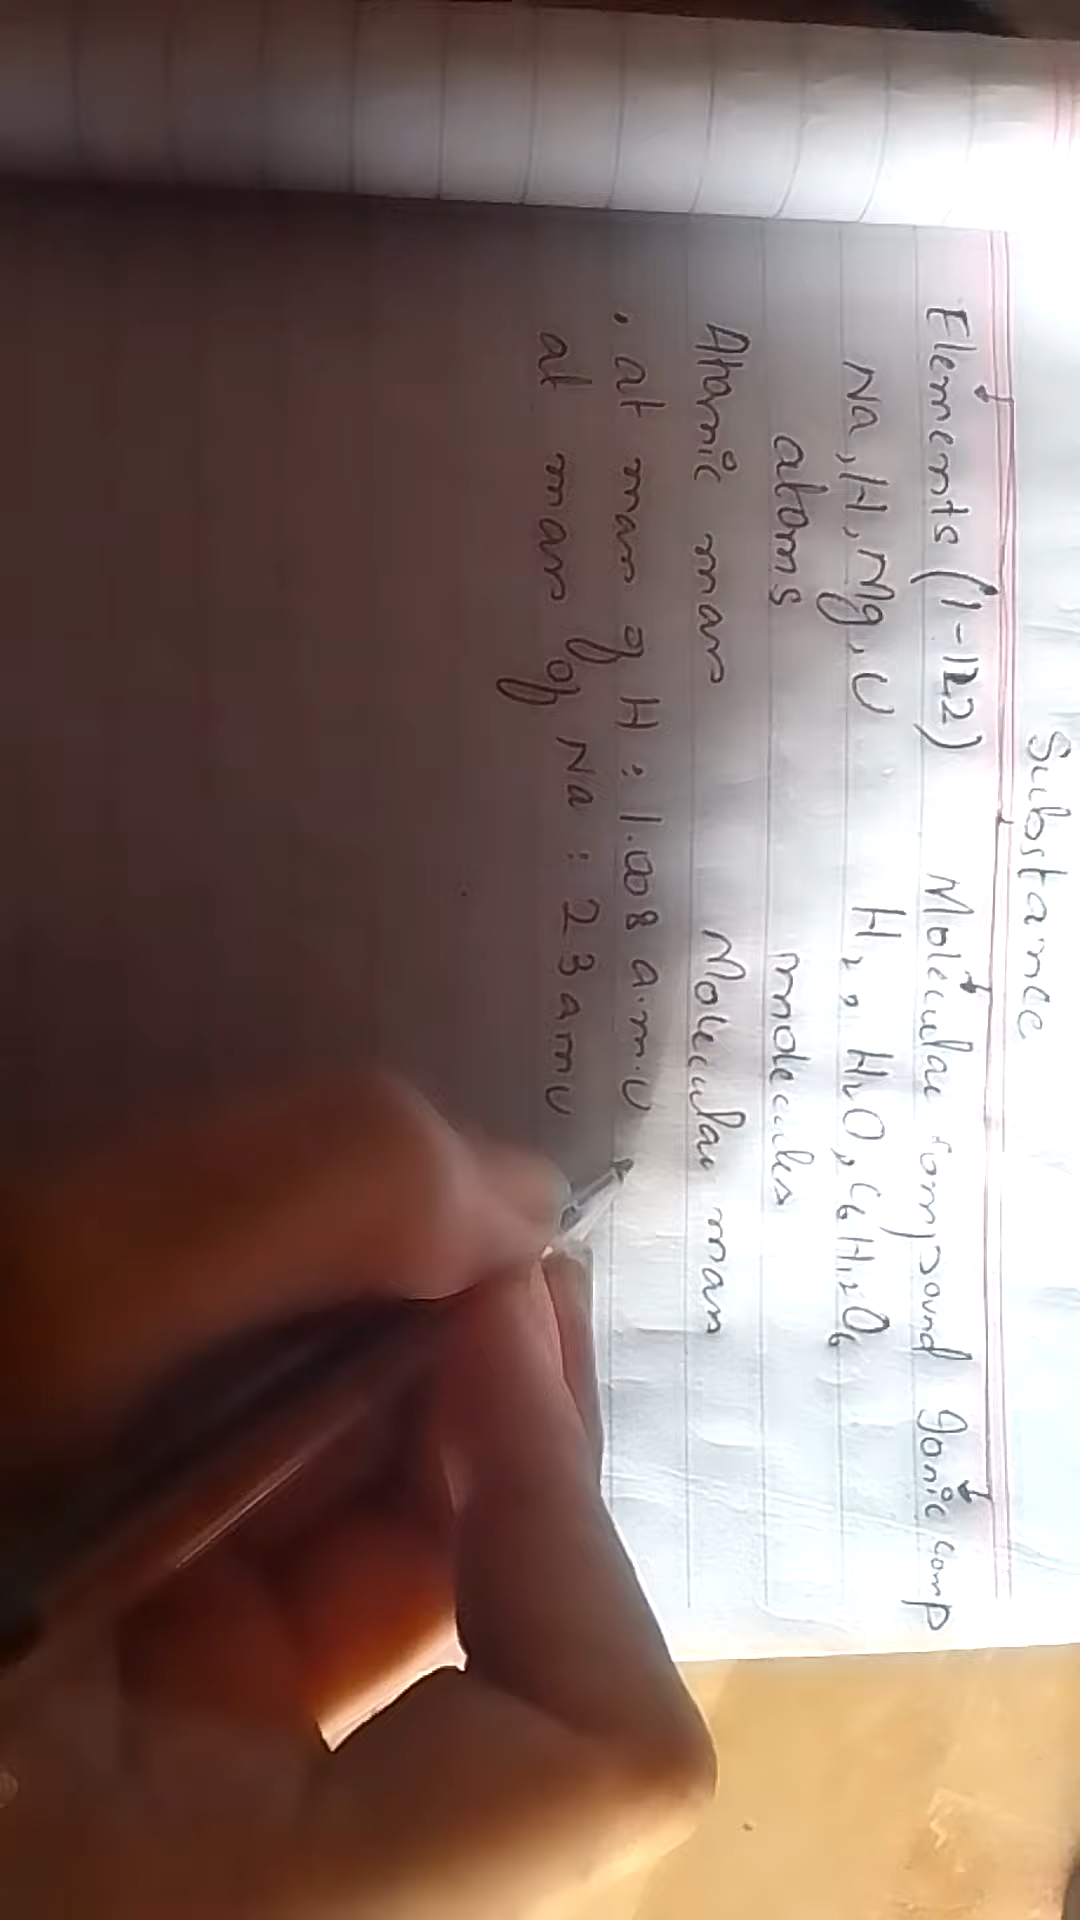 Substance
Elements (1-122) Molecular compound Ionic comp
Na, H, Mg, U H₂, H₂O, C₆H₁₂O₆
atoms molecules
Atomic mass Molecular mass
. at mass of H : 1.008 a.m.u
at mass of Na : 23 amu